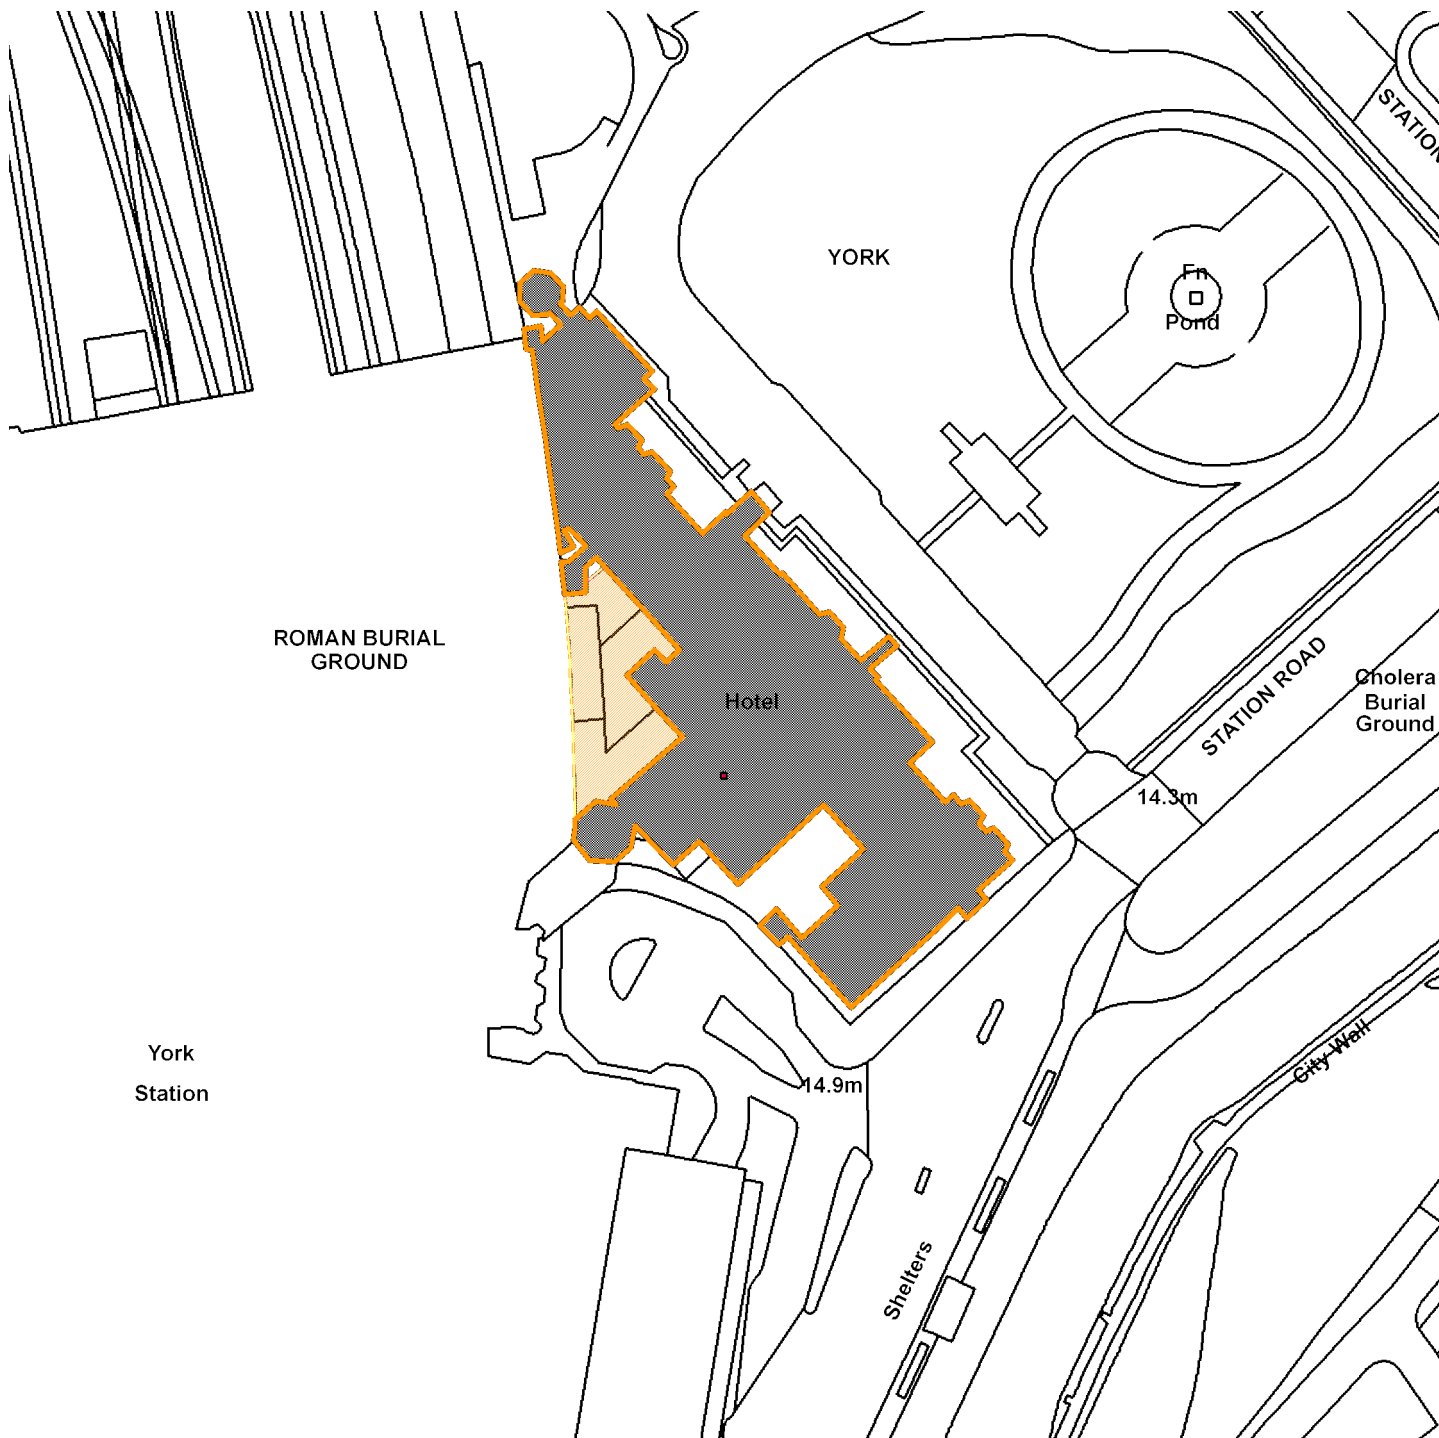 STATION
YORK
Fn
Pond
ROMAN BURIAL
GROUND
Hotel
STATION ROAD
Cholera
Burial
Ground
14.3m
York
Station
14.9m
City Wall
Shelters